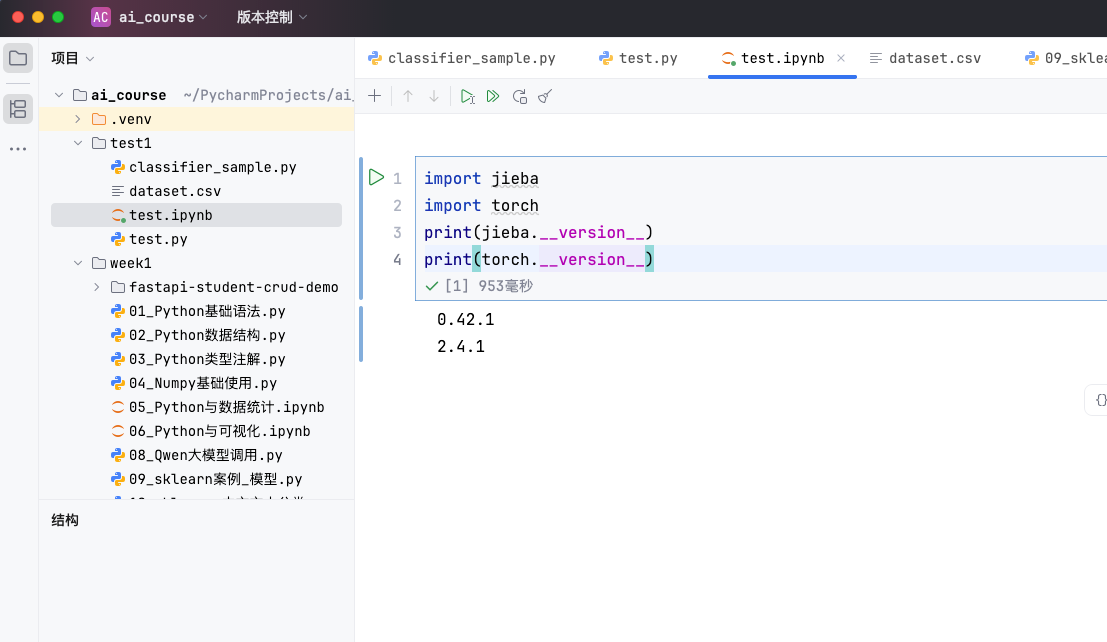 AC ai_course 版本控制
项目
classifier_sample.py test.py test.ipynb dataset.csv
ai_course ~/PycharmProjects/ai_
.venv
test1
classifier_sample.py
dataset.csv
test.ipynb
test.py
week1
fastapi-student-crud-demo
01_Python基础语法.py
02_Python数据结构.py
03_Python类型注解.py
04_Numpy基础使用.py
05_Python与数据统计.ipynb
06_Python与可视化.ipynb
08_Qwen大模型调用.py
09_sklearn案例_模型.py
结构
1 import jieba
2 import torch
3 print(jieba.__version__)
4 print(torch.__version__)
[1] 953毫秒
0.42.1
2.4.1
{}